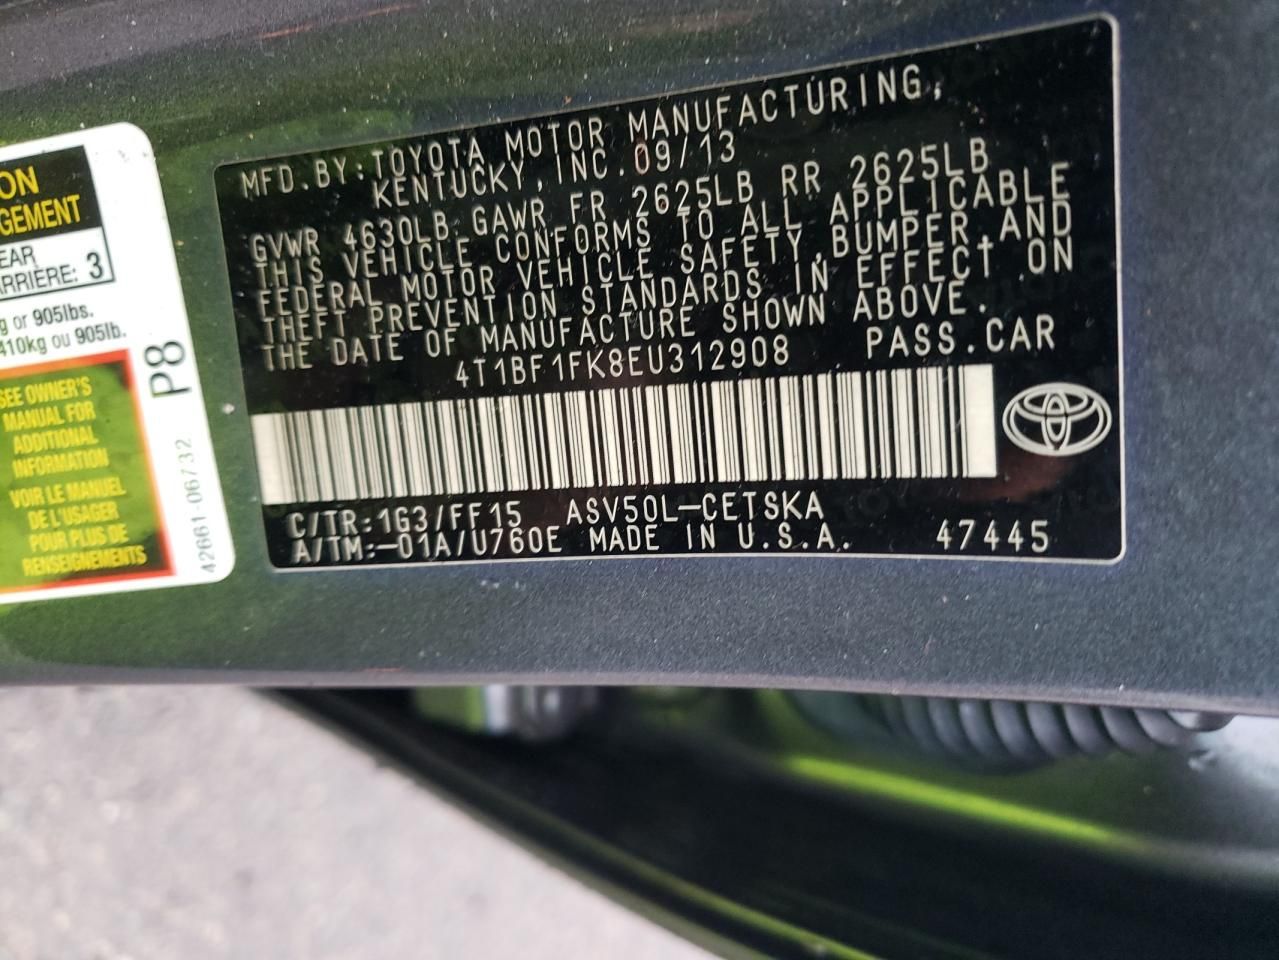 ON
GEMENT
EAR
RRIÈRE: 3
g or 905lbs.
410kg ou 905lb.
SEE OWNER'S
MANUAL FOR
ADDITIONAL
INFORMATION
VOIR LE MANUEL
DE L'USAGER
POUR PLUS DE
RENSEIGNEMENTS
P8
42661-06732
MFD.BY:TOYOTA MOTOR MANUFACTURING,
KENTUCKY,INC.09/13
GVWR 4630LB GAWR FR 2625LB RR 2625LB
THIS VEHICLE CONFORMS TO ALL APPLICABLE
FEDERAL MOTOR VEHICLE SAFETY,BUMPER,AND
THEFT PREVENTION STANDARDS IN EFFECT ON
THE DATE OF MANUFACTURE SHOWN ABOVE.
4T1BF1FK8EU312908 PASS.CAR
C/TR:1G3/FF15 ASV50L-CETSKA
A/TM:-01A/U760E MADE IN U.S.A. 47445